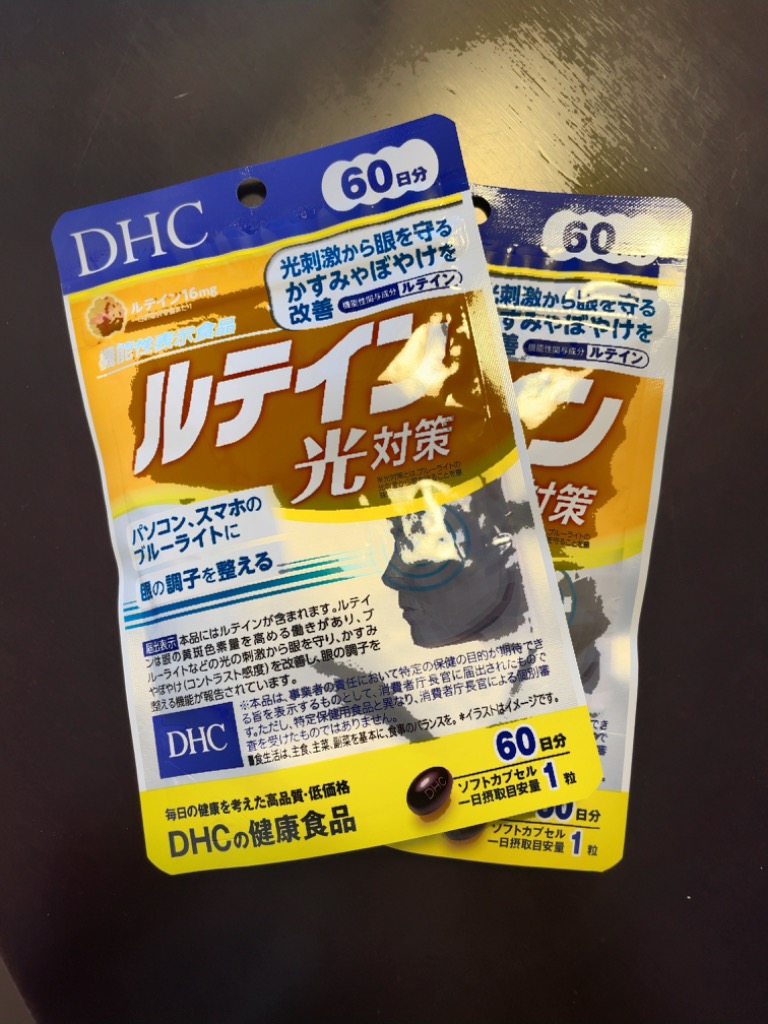 DHC
60日分
ルテイン16mg
機能性表示食品
光刺激から眼を守る
かすみやぼやけを
改善 機能性関与成分 ルテイン
ルテイン
光対策
パソコン、スマホの
ブルーライトに
眼の調子を整える
届出表示 本品にはルテインが含まれます。ルテイ
ンは眼の黄斑色素量を高める働きがあり、ブ
ルーライトなどの光の刺激から眼を守り、かすみ
やぼやけ(コントラスト感度)を改善し、眼の調子を
整える機能が報告されています。
※本品は、事業者の責任において特定の保健の目的が期待でき
る旨を表示するものとして、消費者庁長官に届出されたもので
す。ただし、特定保健用食品と異なり、消費者庁長官による個別審
査を受けたものではありません。
■食生活は、主食、主菜、副菜を基本に、食事のバランスを。 *イラストはイメージです。
DHC
毎日の健康を考えた高品質・低価格
DHCの健康食品
DHC
60日分
ソフトカプセル
一日摂取目安量 1粒
60
光刺激から眼を守る
すみやぼやけを
改善 機能性関与成分 ルテイン
ン
対策
60日分
ソフトカプセル
一日摂取目安量 1粒